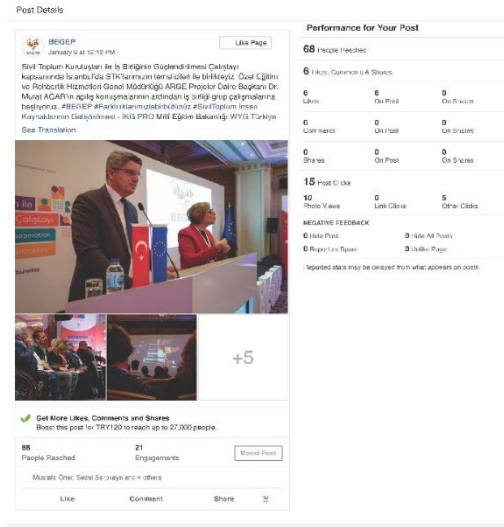 Post Details
BEGEP
January 9 at 12:12 PM
Like Page
Sivil Toplum Kuruluşları ile İş Birliğinin Güçlendirilmesi Çalıştayı
kapsamında İstanbul'da STK'larımızın temsilcileri ile birlikteyiz. Özel Eğitim
ve Rehberlik Hizmetleri Genel Müdürlüğü ARGE Projeler Daire Başkanı Dr.
Murat AĞAR'ın açılış konuşmalarının ardından iş birliği grup çalışmalarına
başlıyoruz. #BEGEP #Farklılıklarımızlabirbütünüz #SivilToplum İnsan
Kaynaklarının Geliştirilmesi - IKG PRO Millî Eğitim Bakanlığı WYG Türkiye
See Translation
BEGEP
+5
Get More Likes, Comments and Shares
Boost this post for TRY120 to reach up to 27,000 people.
68
People Reached
21
Engagements
Boost Post
Mustafa Öner, Sezai and 4 others
Like Comment Share
Performance for Your Post
68 People Reached
6 Likes, Comments & Shares
6 6 0
Likes On Post On Shares
0 0 0
Comments On Post On Shares
0 0 0
Shares On Post On Shares
15 Post Clicks
10 0 5
Photo Views Link Clicks Other Clicks
NEGATIVE FEEDBACK
0 Hide Post 0 Hide All Posts
0 Report as Spam 0 Unlike Page
Reported stats may be delayed from what appears on posts